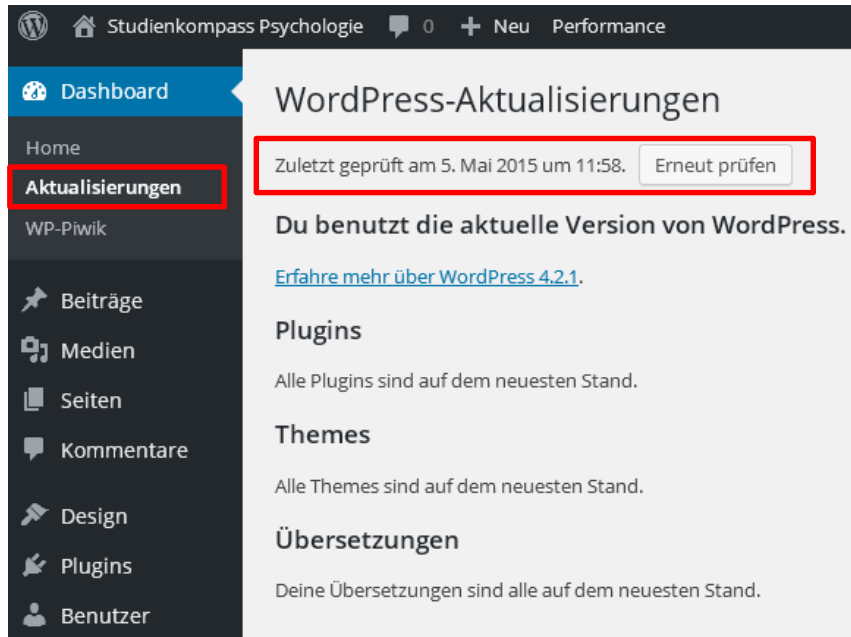 Studienkompass Psychologie 0 Neu Performance
Dashboard
Home
Aktualisierungen
WP-Piwik
Beiträge
Medien
Seiten
Kommentare
Design
Plugins
Benutzer
WordPress-Aktualisierungen
Zuletzt geprüft am 5. Mai 2015 um 11:58. Erneut prüfen
Du benutzt die aktuelle Version von WordPress.
Erfahre mehr über WordPress 4.2.1.
Plugins
Alle Plugins sind auf dem neuesten Stand.
Themes
Alle Themes sind auf dem neuesten Stand.
Übersetzungen
Deine Übersetzungen sind alle auf dem neuesten Stand.